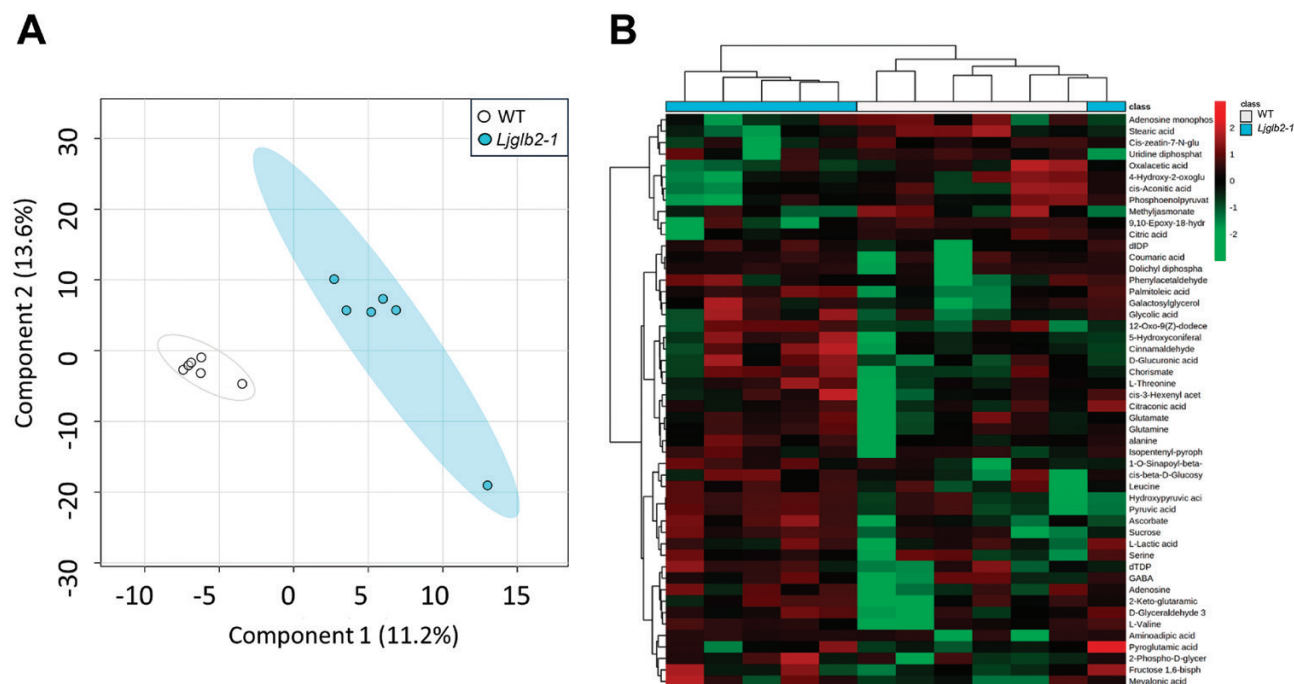 A
WT
Ljglb2-1
30
20
10
0
-10
-20
-30
-10
-5
0
5
10
15
Component 2 (13.6%)
Component 1 (11.2%)
B
class
class
WT
Ljglb2-1
2
1
0
-1
-2
Adenosine monophos
Stearic acid
Cis-zeatin-7-N-glu
Uridine diphosphat
Oxalacetic acid
4-Hydroxy-2-oxoglu
cis-Aconitic acid
Phosphoenolpyruvat
Methyljasmonate
9,10-Epoxy-18-hydr
Citric acid
dIDP
Coumaric acid
Dolichyl diphospha
Phenylacetaldehyde
Palmitoleic acid
Galactosylglycerol
Glycolic acid
12-Oxo-9(Z)-dodece
5-Hydroxyconiferal
Cinnamaldehyde
D-Glucuronic acid
Chorismate
L-Threonine
cis-3-Hexenyl acet
Citraconic acid
Glutamate
Glutamine
alanine
Isopentenyl-pyroph
1-O-Sinapoyl-beta-
cis-beta-D-Glucosy
Leucine
Hydroxypyruvic aci
Pyruvic acid
Ascorbate
Sucrose
L-Lactic acid
Serine
dTDP
GABA
Adenosine
2-Keto-glutaramic
D-Glyceraldehyde 3
L-Valine
Aminoadipic acid
Pyroglutamic acid
2-Phospho-D-glycer
Fructose 1,6-bisph
Mevalonic acid